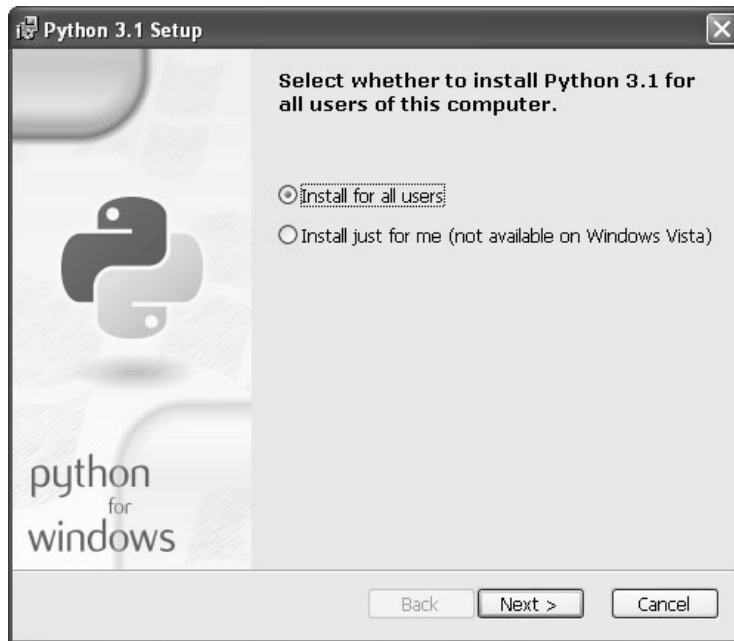 Python 3.1 Setup
Select whether to install Python 3.1 for
all users of this computer.
Install for all users
Install just for me (not available on Windows Vista)
python
for
windows
Back
Next >
Cancel